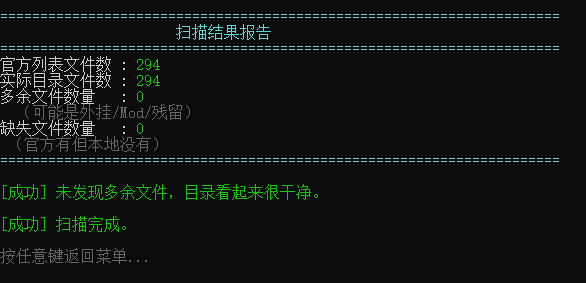 ======================================================================
扫描结果报告
======================================================================
官方列表文件数 : 294
实际目录文件数 : 294
多余文件数量 : 0
(可能是外挂/Mod/残留)
缺失文件数量 : 0
(官方有但本地没有)
======================================================================
[成功] 未发现多余文件，目录看起来很干净。
[成功] 扫描完成。
按任意键返回菜单...